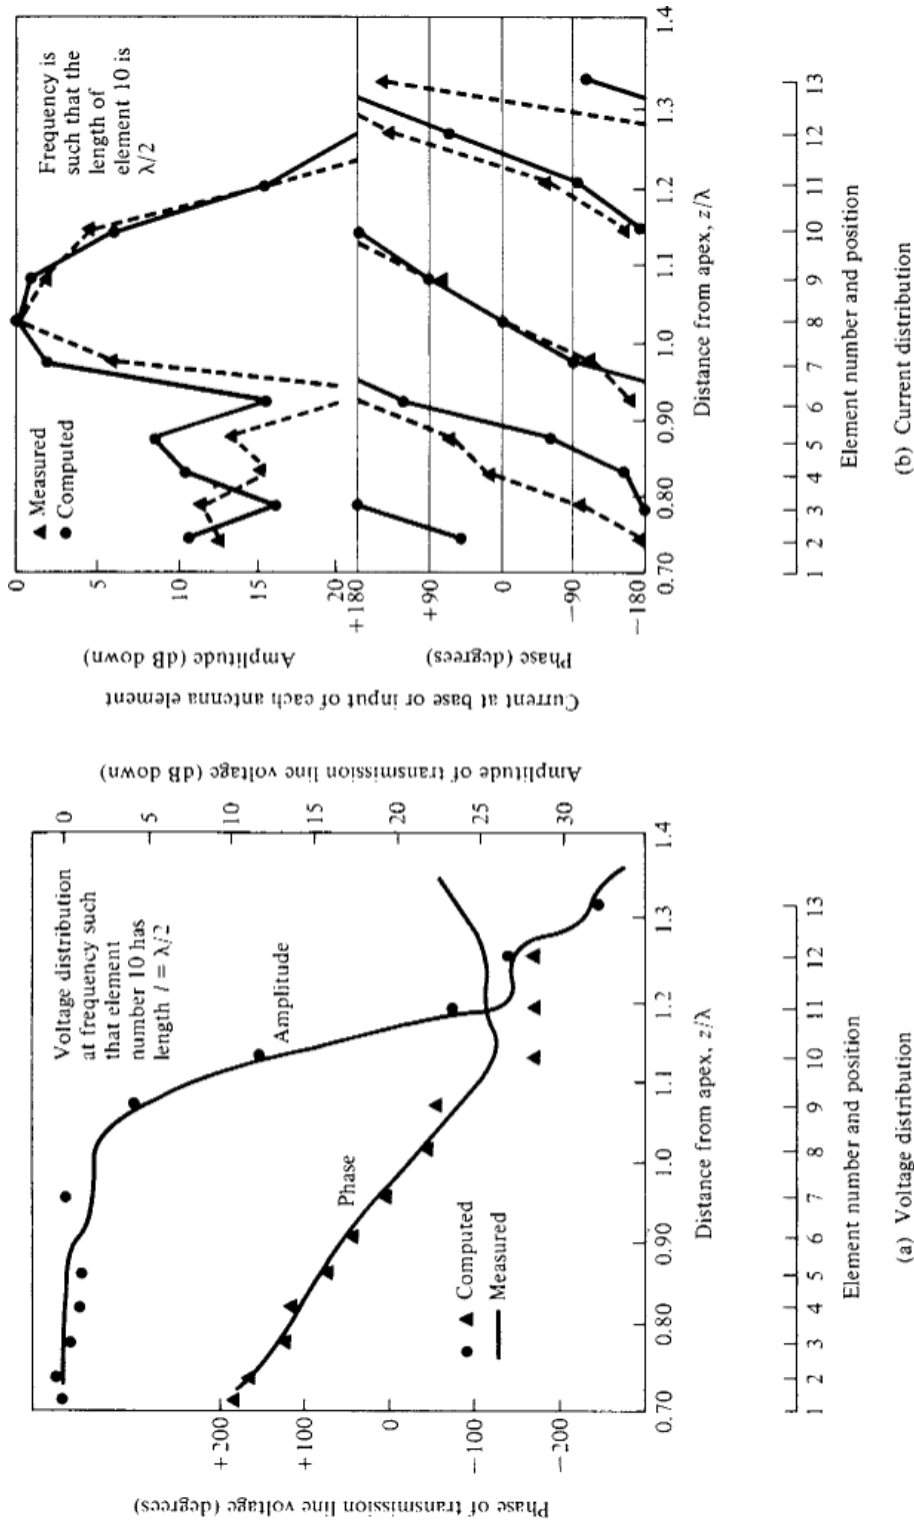 Voltage distribution
at frequency such
that element
number 10 has
length l = λ/2
Amplitude
Phase
Computed
Measured
Phase of transmission line voltage (degrees)
+200
+100
0
−100
−200
Amplitude of transmission line voltage (dB down)
0
5
10
15
20
25
30
0.70 0.80 0.90 1.0 1.1 1.2 1.3 1.4
Distance from apex, z/λ
1 2 3 4 5 6 7 8 9 10 11 12 13
Element number and position
(a) Voltage distribution
Frequency is
such that the
length of
element 10 is
λ/2
Measured
Computed
Current at base or input of each antenna element
Amplitude (dB down)
0
5
10
15
20
Phase (degrees)
+180
+90
0
−90
−180
0.70 0.80 0.90 1.0 1.1 1.2 1.3 1.4
Distance from apex, z/λ
1 2 3 4 5 6 7 8 9 10 11 12 13
Element number and position
(b) Current distribution